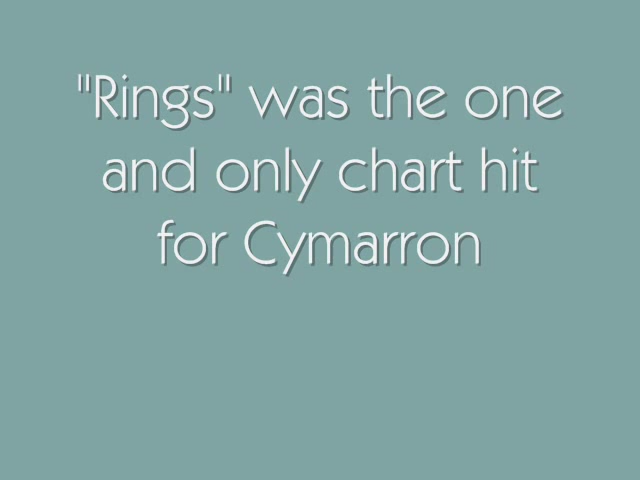 "Rings" was the one
and only chart hit
for Cymarron